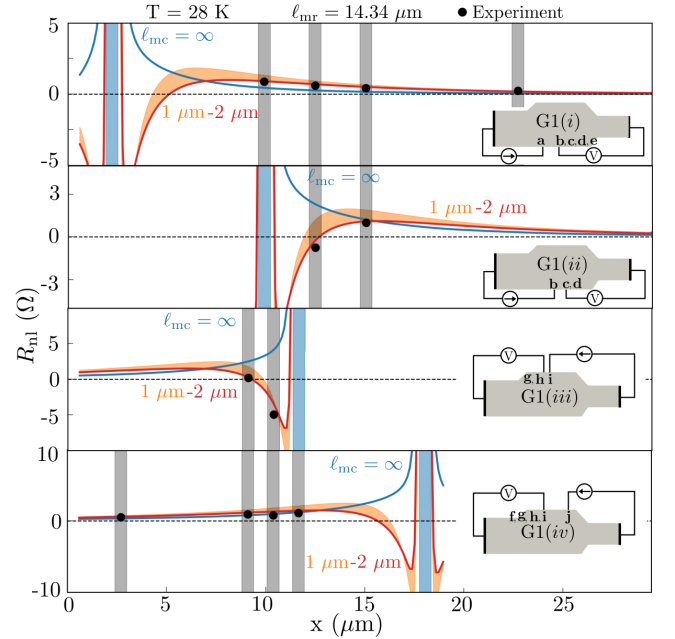 T = 28 K ℓmr = 14.34 μm Experiment
5
0
-5
ℓmc = ∞
1 μm-2 μm
G1(i)
a b c d e
V
3
0
-3
ℓmc = ∞
1 μm-2 μm
G1(ii)
b c d
V
Rnl (Ω)
5
0
-5
ℓmc = ∞
1 μm-2 μm
V
g h i
G1(iii)
10
0
-10
ℓmc = ∞
1 μm-2 μm
V
f g h i j
G1(iv)
0 5 10 15 20 25
x (μm)